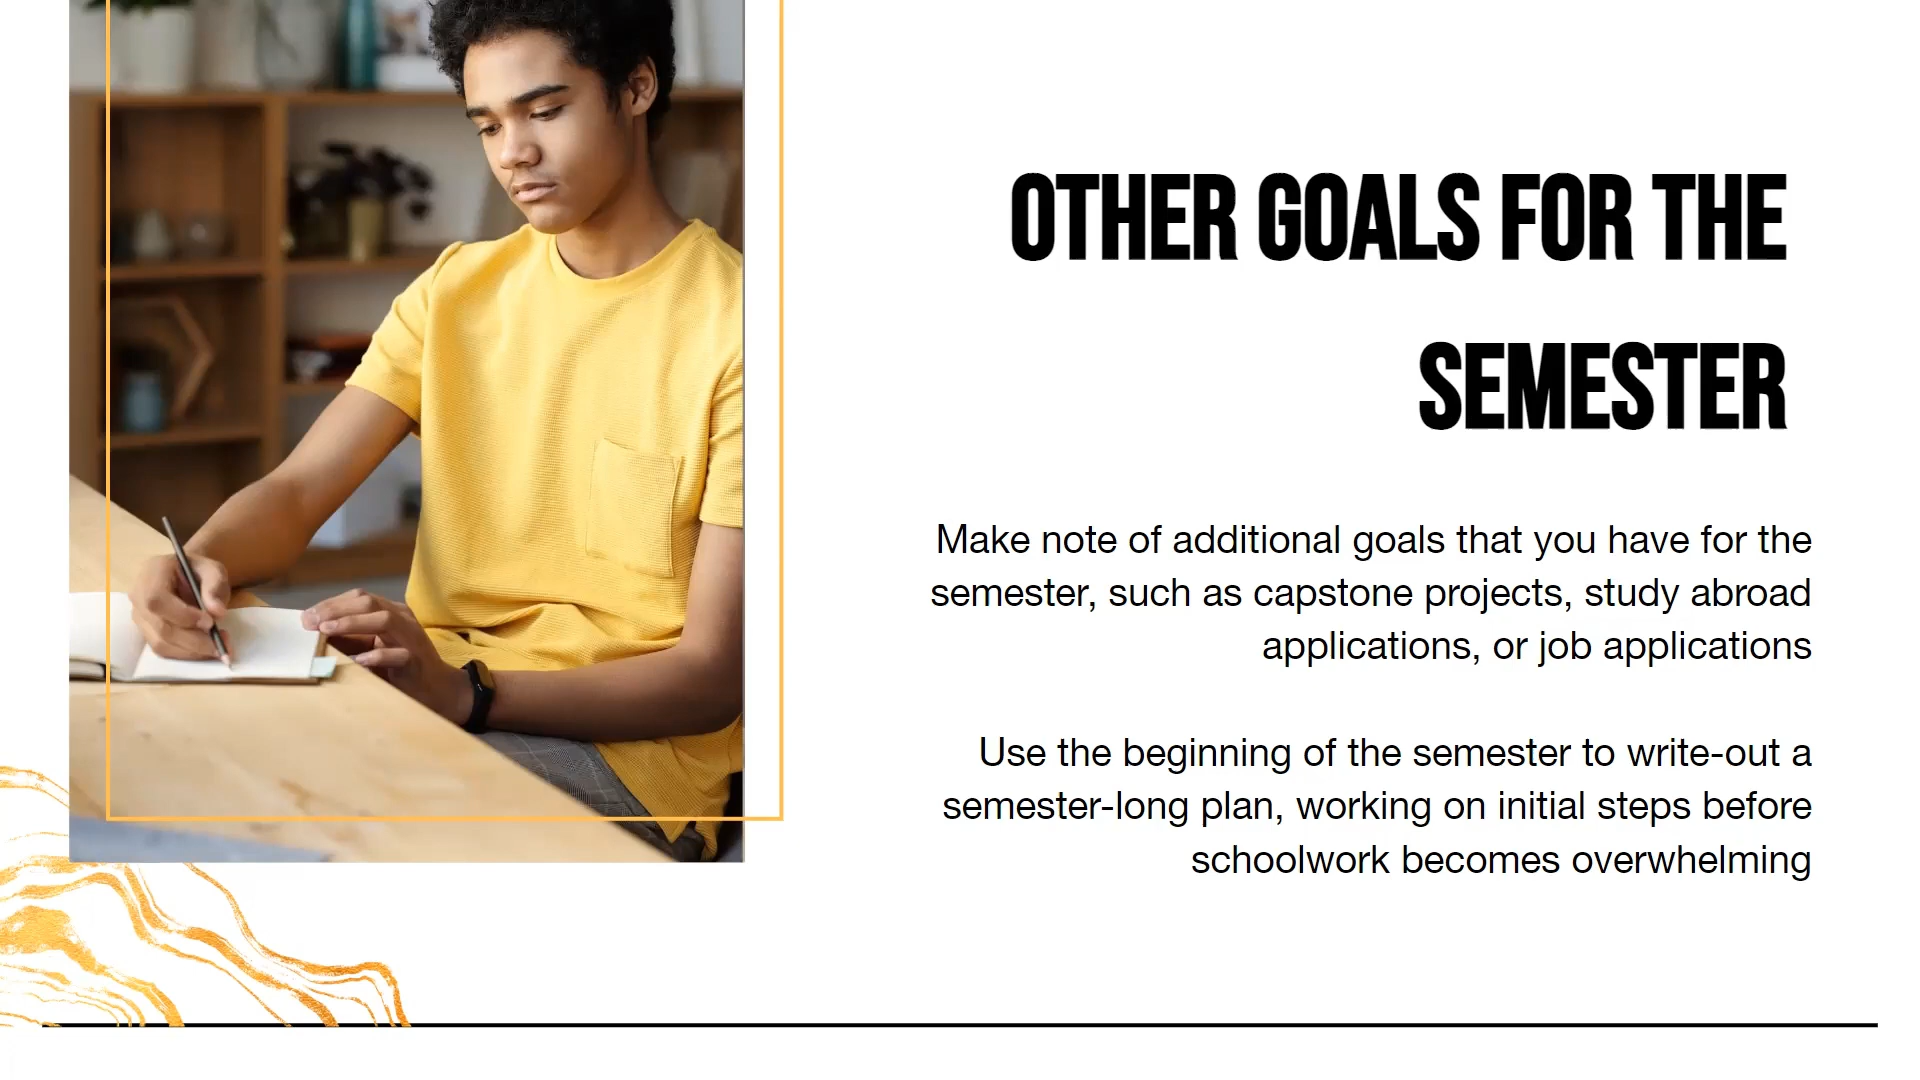 OTHER GOALS FOR THE
SEMESTER
Make note of additional goals that you have for the
semester, such as capstone projects, study abroad
applications, or job applications
Use the beginning of the semester to write-out a
semester-long plan, working on initial steps before
schoolwork becomes overwhelming